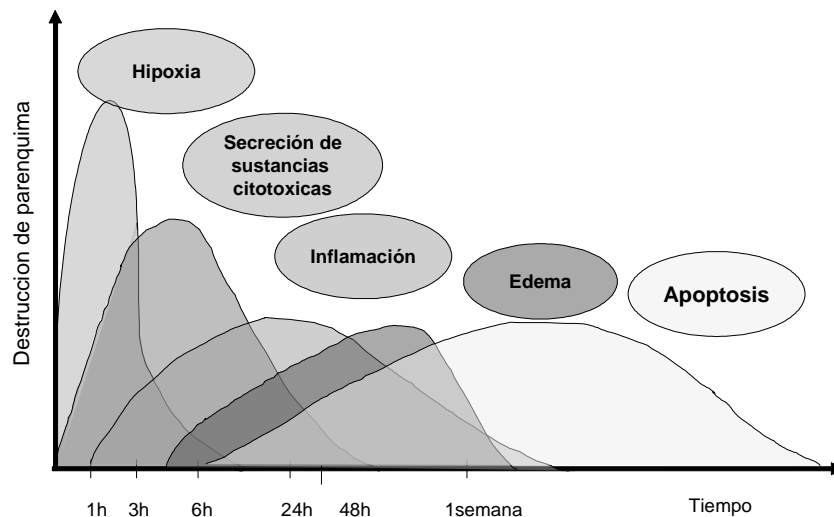 Hipoxia
Secreción de
sustancias
citotoxicas
Inflamación
Edema
Apoptosis
Destruccion de parenquima
1h
3h
6h
24h
48h
1semana
Tiempo